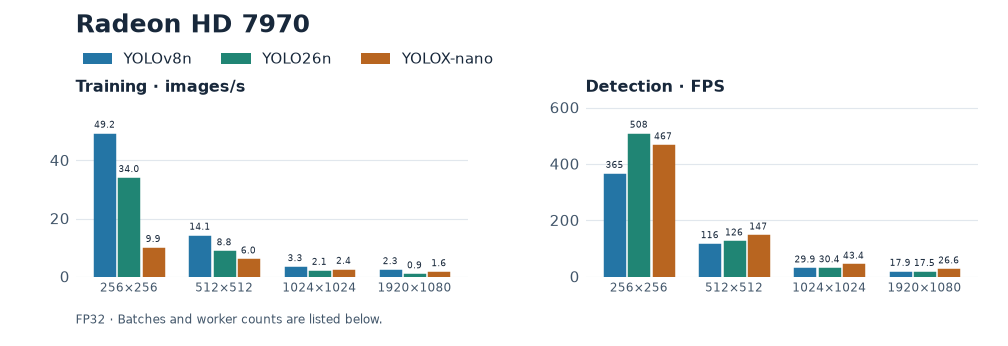 Radeon HD 7970
YOLOv8n YOLO26n YOLOX-nano
Training · images/s
49.2 34.0 9.9
14.1 8.8 6.0
3.3 2.1 2.4
2.3 0.9 1.6
40
20
0
256×256 512×512 1024×1024 1920×1080
Detection · FPS
600
400
200
0
365 508 467
116 126 147
29.9 30.4 43.4
17.9 17.5 26.6
256×256 512×512 1024×1024 1920×1080
FP32 · Batches and worker counts are listed below.